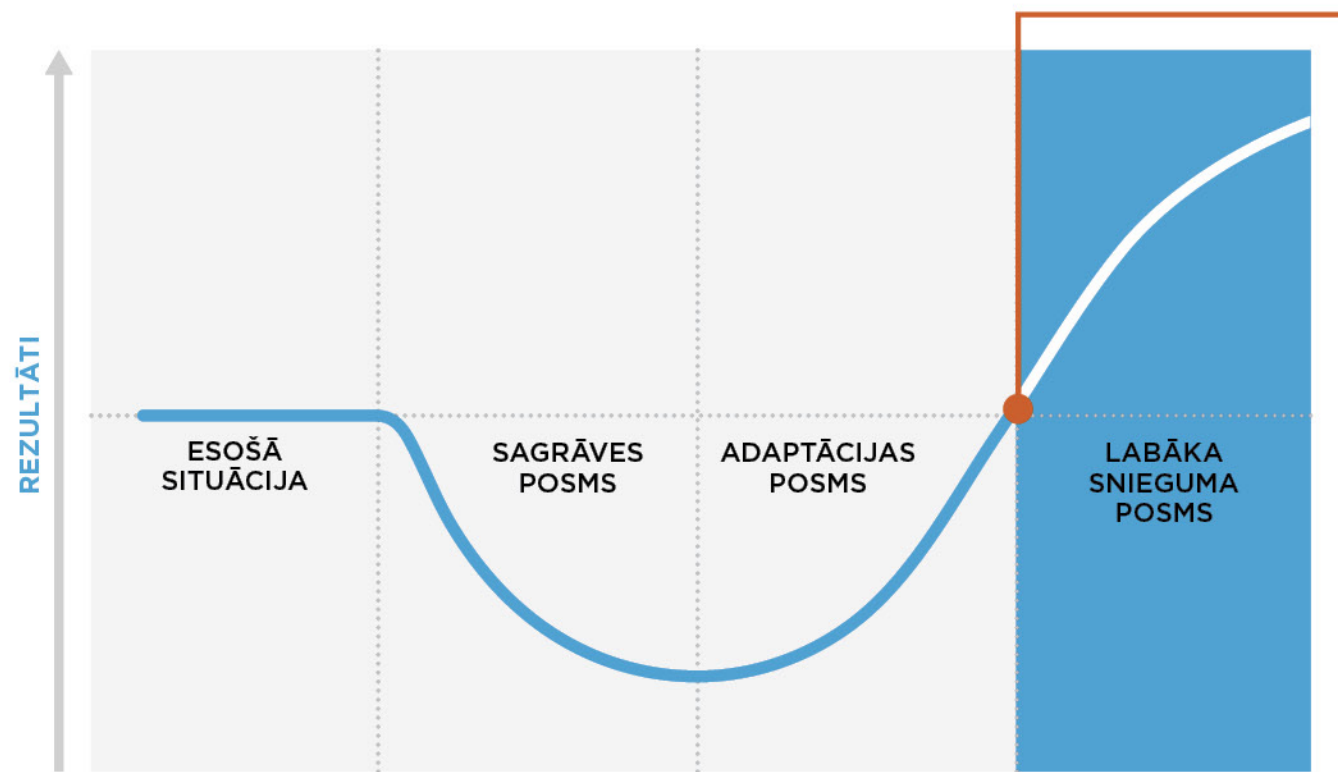 REZULTĀTI
ESOŠĀ
SITUĀCIJA
SAGRĀVES
POSMS
ADAPTĀCIJAS
POSMS
LABĀKA
SNIEGUMA
POSMS